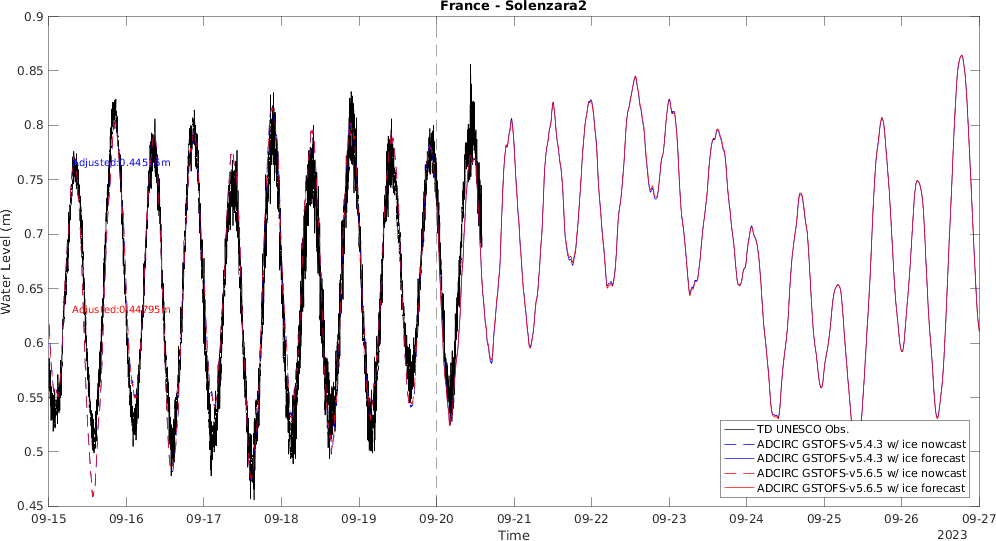 France - Solenzara2
0.9
0.85
0.8
0.75
0.7
0.65
0.6
0.55
0.5
0.45
Water Level (m)
Adjusted:0.44795m
TD UNESCO Obs.
ADCIRC GSTOFS-v5.4.3 w/ ice nowcast
ADCIRC GSTOFS-v5.4.3 w/ ice forecast
ADCIRC GSTOFS-v5.6.5 w/ ice nowcast
ADCIRC GSTOFS-v5.6.5 w/ ice forecast
09-15 09-16 09-17 09-18 09-19 09-20 09-21 09-22 09-23 09-24 09-25 09-26 09-27
Time
2023